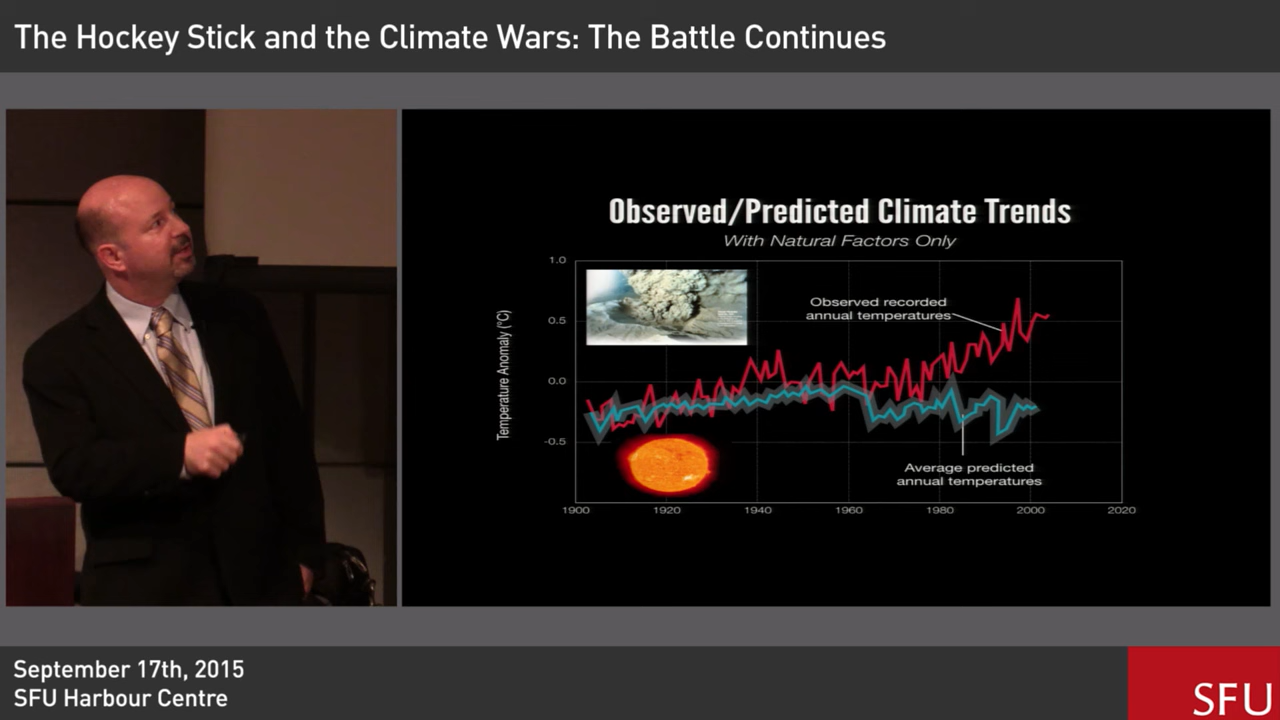 The Hockey Stick and the Climate Wars: The Battle Continues
Observed/Predicted Climate Trends
With Natural Factors Only
Temperature Anomaly (°C)
1.0
0.5
0.0
-0.5
Observed recorded
annual temperatures
Average predicted
annual temperatures
1900 1920 1940 1960 1980 2000 2020
September 17th, 2015
SFU Harbour Centre
SFU